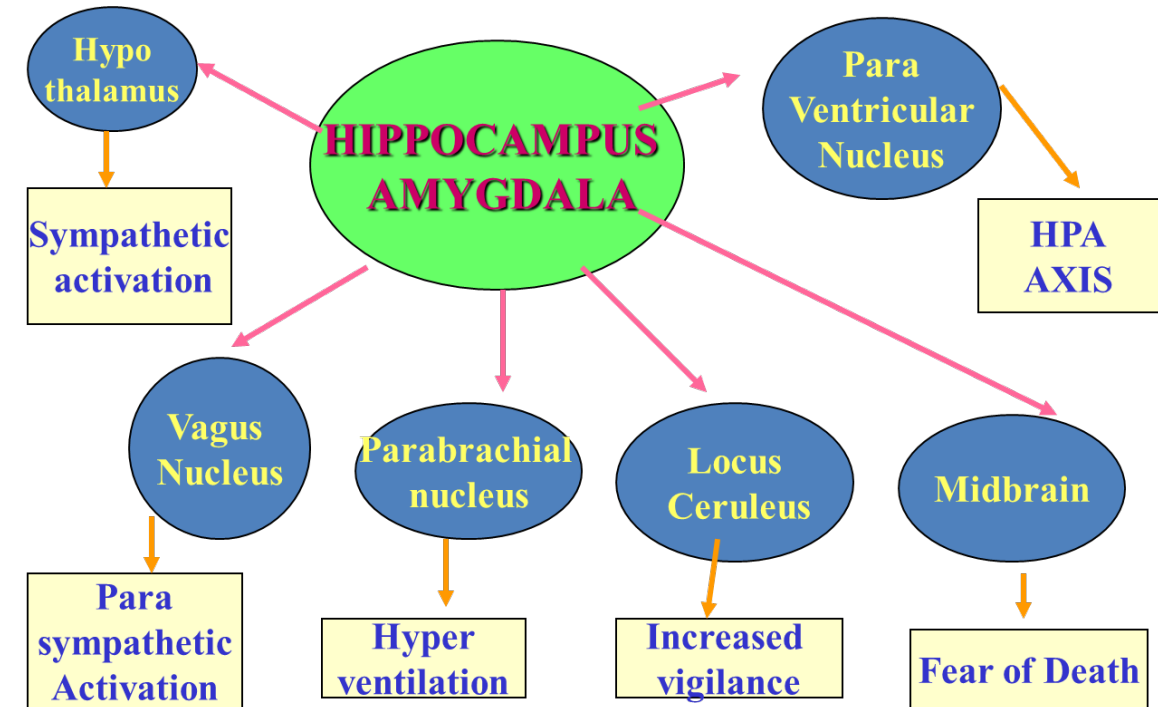 Hypo
thalamus
HIPPOCAMPUS
AMYGDALA
Para
Ventricular
Nucleus
Sympathetic
activation
HPA
AXIS
Vagus
Nucleus
Parabrachial
nucleus
Locus
Ceruleus
Midbrain
Para
sympathetic
Activation
Hyper
ventilation
Increased
vigilance
Fear of Death